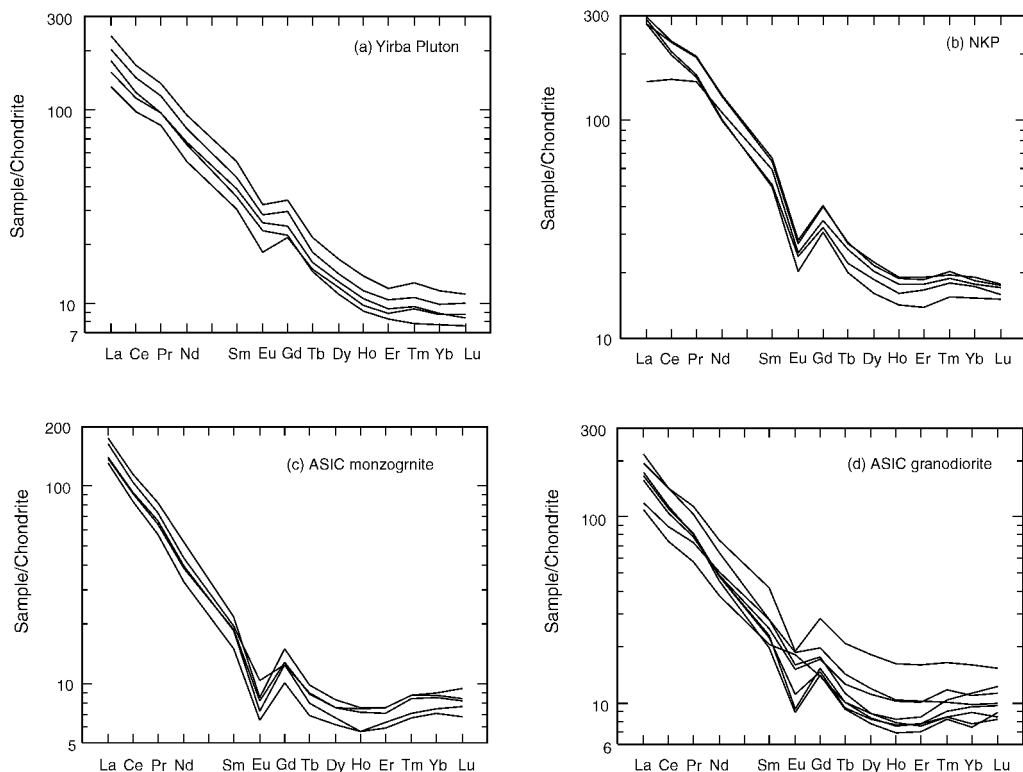 300
(a) Yirba Pluton
100
10
7
Sample/Chondrite
La Ce Pr Nd Sm Eu Gd Tb Dy Ho Er Tm Yb Lu
300
(b) NKP
100
10
Sample/Chondrite
La Ce Pr Nd Sm Eu Gd Tb Dy Ho Er Tm Yb Lu
200
(c) ASIC monzogrnite
100
10
5
Sample/Chondrite
La Ce Pr Nd Sm Eu Gd Tb Dy Ho Er Tm Yb Lu
300
(d) ASIC granodiorite
100
10
6
Sample/Chondrite
La Ce Pr Nd Sm Eu Gd Tb Dy Ho Er Tm Yb Lu